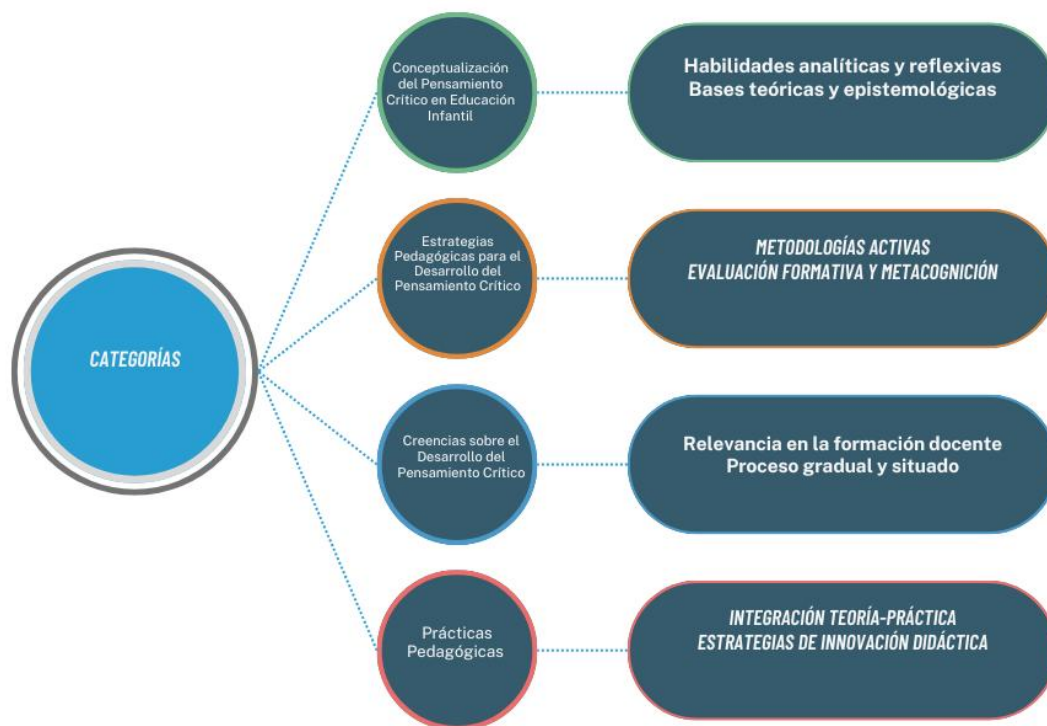 Conceptualización
del Pensamiento
Crítico en Educación
Infantil
Habilidades analíticas y reflexivas
Bases teóricas y epistemológicas
Estrategias
Pedagógicas para el
Desarrollo del
Pensamiento Crítico
METODOLOGÍAS ACTIVAS
EVALUACIÓN FORMATIVA Y METACOGNICIÓN
CATEGORÍAS
Creencias sobre el
Desarrollo del
Pensamiento Crítico
Relevancia en la formación docente
Proceso gradual y situado
Prácticas
Pedagógicas
INTEGRACIÓN TEORÍA-PRÁCTICA
ESTRATEGIAS DE INNOVACIÓN DIDÁCTICA